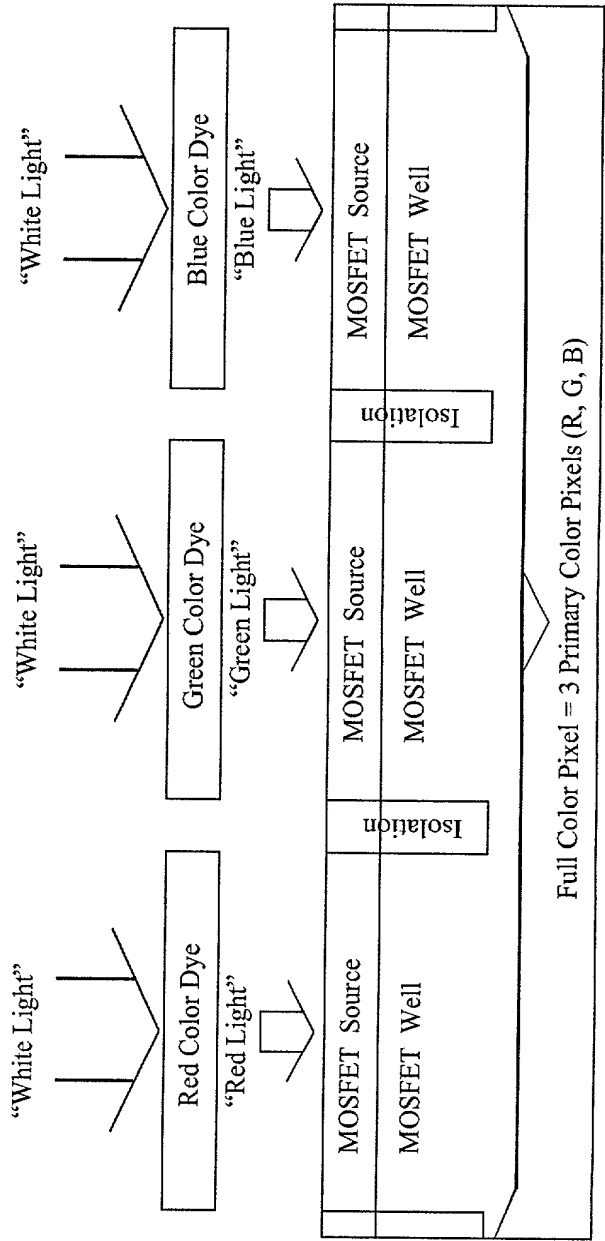 “White Light”
“White Light”
“White Light”
Red Color Dye
Green Color Dye
Blue Color Dye
“Red Light”
“Green Light”
“Blue Light”
MOSFET Source
MOSFET Source
MOSFET Source
Isolation
Isolation
MOSFET Well
MOSFET Well
MOSFET Well
Full Color Pixel = 3 Primary Color Pixels (R, G, B)